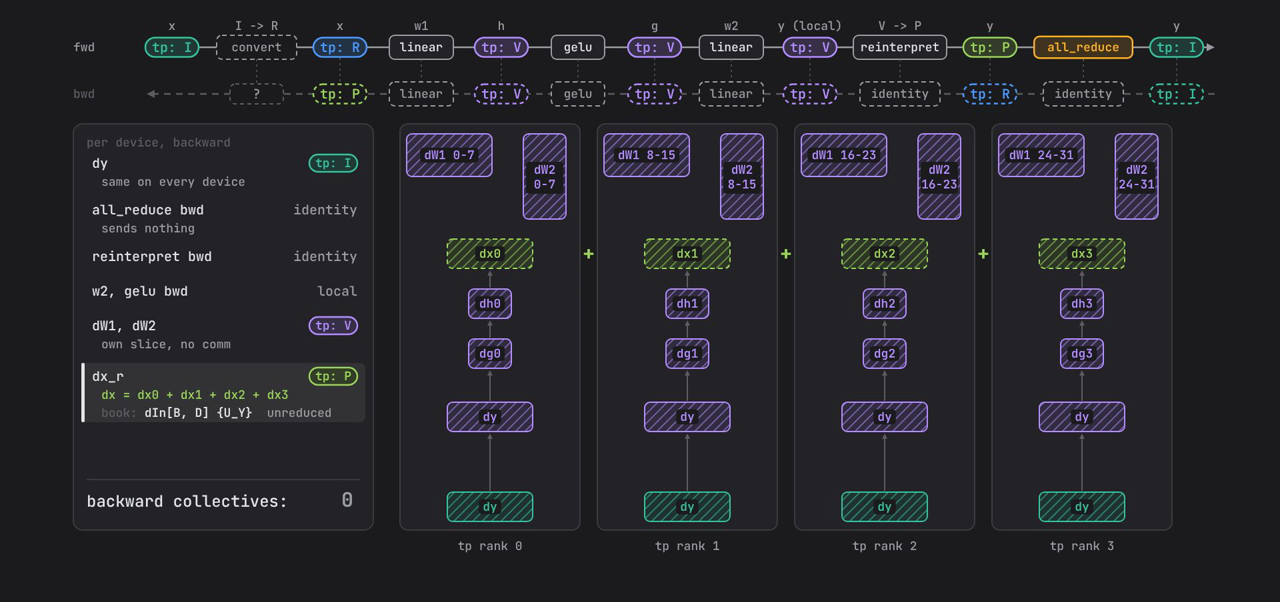 x I -> R x w1 h g w2 y (local) V -> P y y
fwd tp: I convert tp: R linear tp: V gelu tp: V linear tp: V reinterpret tp: P all_reduce tp: I
bwd ? tp: P linear tp: V gelu tp: V linear tp: V identity tp: R identity tp: I
per device, backward
dy tp: I
same on every device
all_reduce bwd identity
sends nothing
reinterpret bwd identity
w2, gelu bwd local
dW1, dW2 tp: V
own slice, no comm
dx_r tp: P
dx = dx0 + dx1 + dx2 + dx3
book: dIn[B, D] {U_Y} unreduced
backward collectives: 0
dW1 0-7
dW2
0-7
dx0
dh0
dg0
dy
dy
tp rank 0
+
dW1 8-15
dW2
8-15
dx1
dh1
dg1
dy
dy
tp rank 1
+
dW1 16-23
dW2
16-23
dx2
dh2
dg2
dy
dy
tp rank 2
+
dW1 24-31
dW2
24-31
dx3
dh3
dg3
dy
dy
tp rank 3